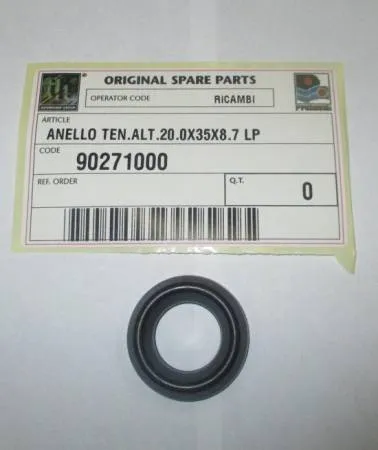 ORIGINAL SPARE PARTS
OPERATOR CODE RICAMBI
ARTICLE
ANELLO TEN.ALT.20.0X35X8.7 LP
CODE
90271000
REF. ORDER
Q.T. 0